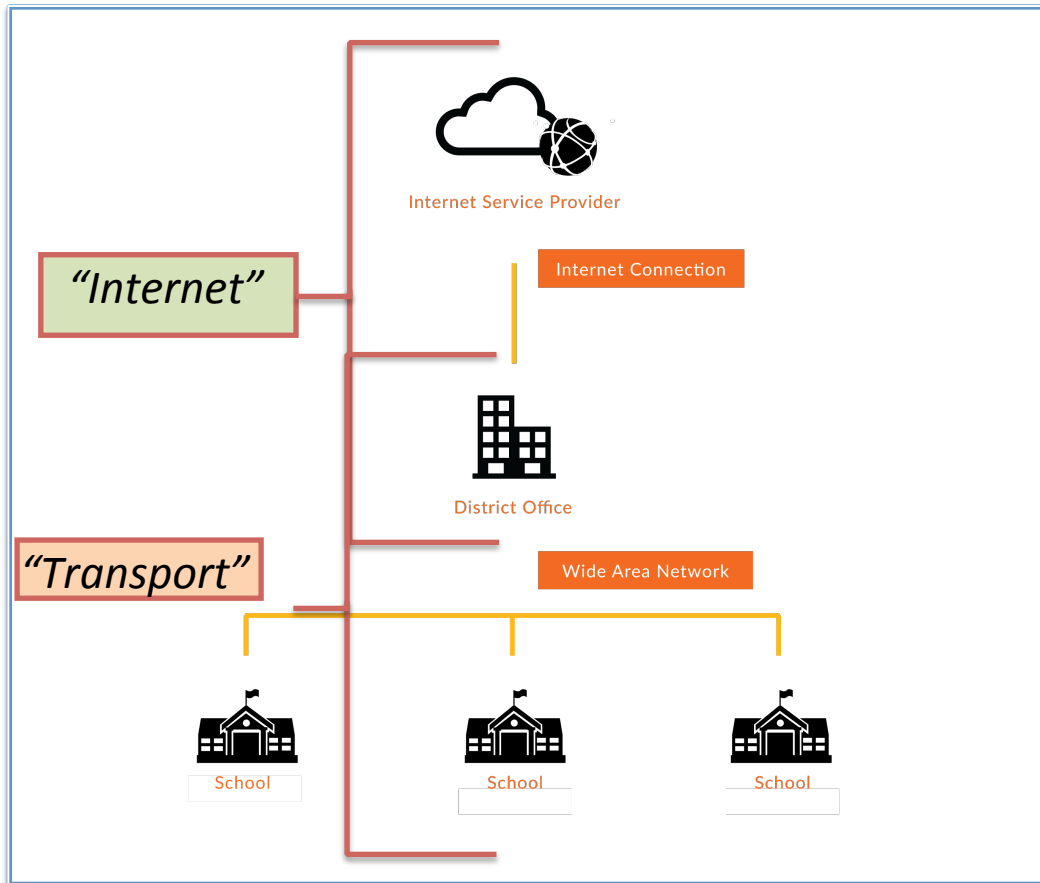 Internet Service Provider
“Internet”
Internet Connection
District Office
“Transport”
Wide Area Network
School
School
School